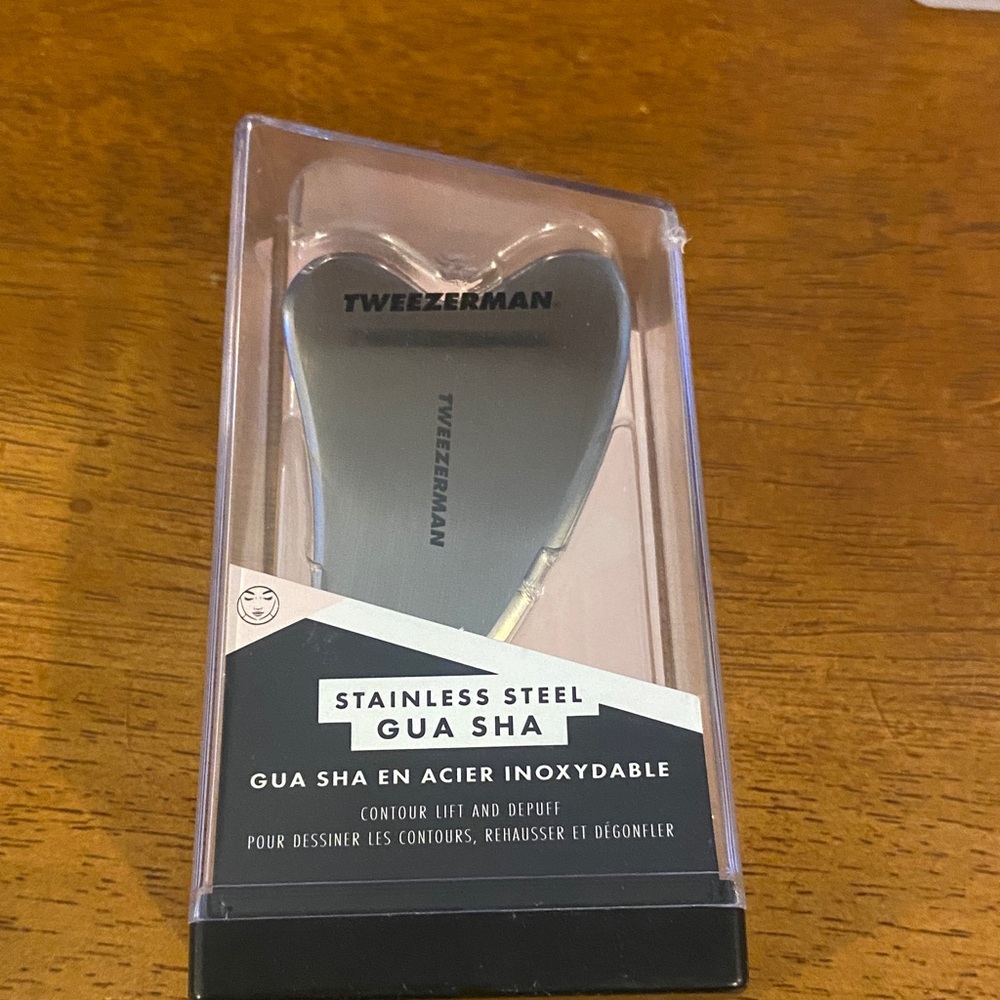 TWEEZERMAN
TWEEZERMAN
STAINLESS STEEL
GUA SHA
GUA SHA EN ACIER INOXYDABLE
CONTOUR LIFT AND DEPUFF
POUR DESSINER LES CONTOURS, REHAUSSER ET DÉGONFLER